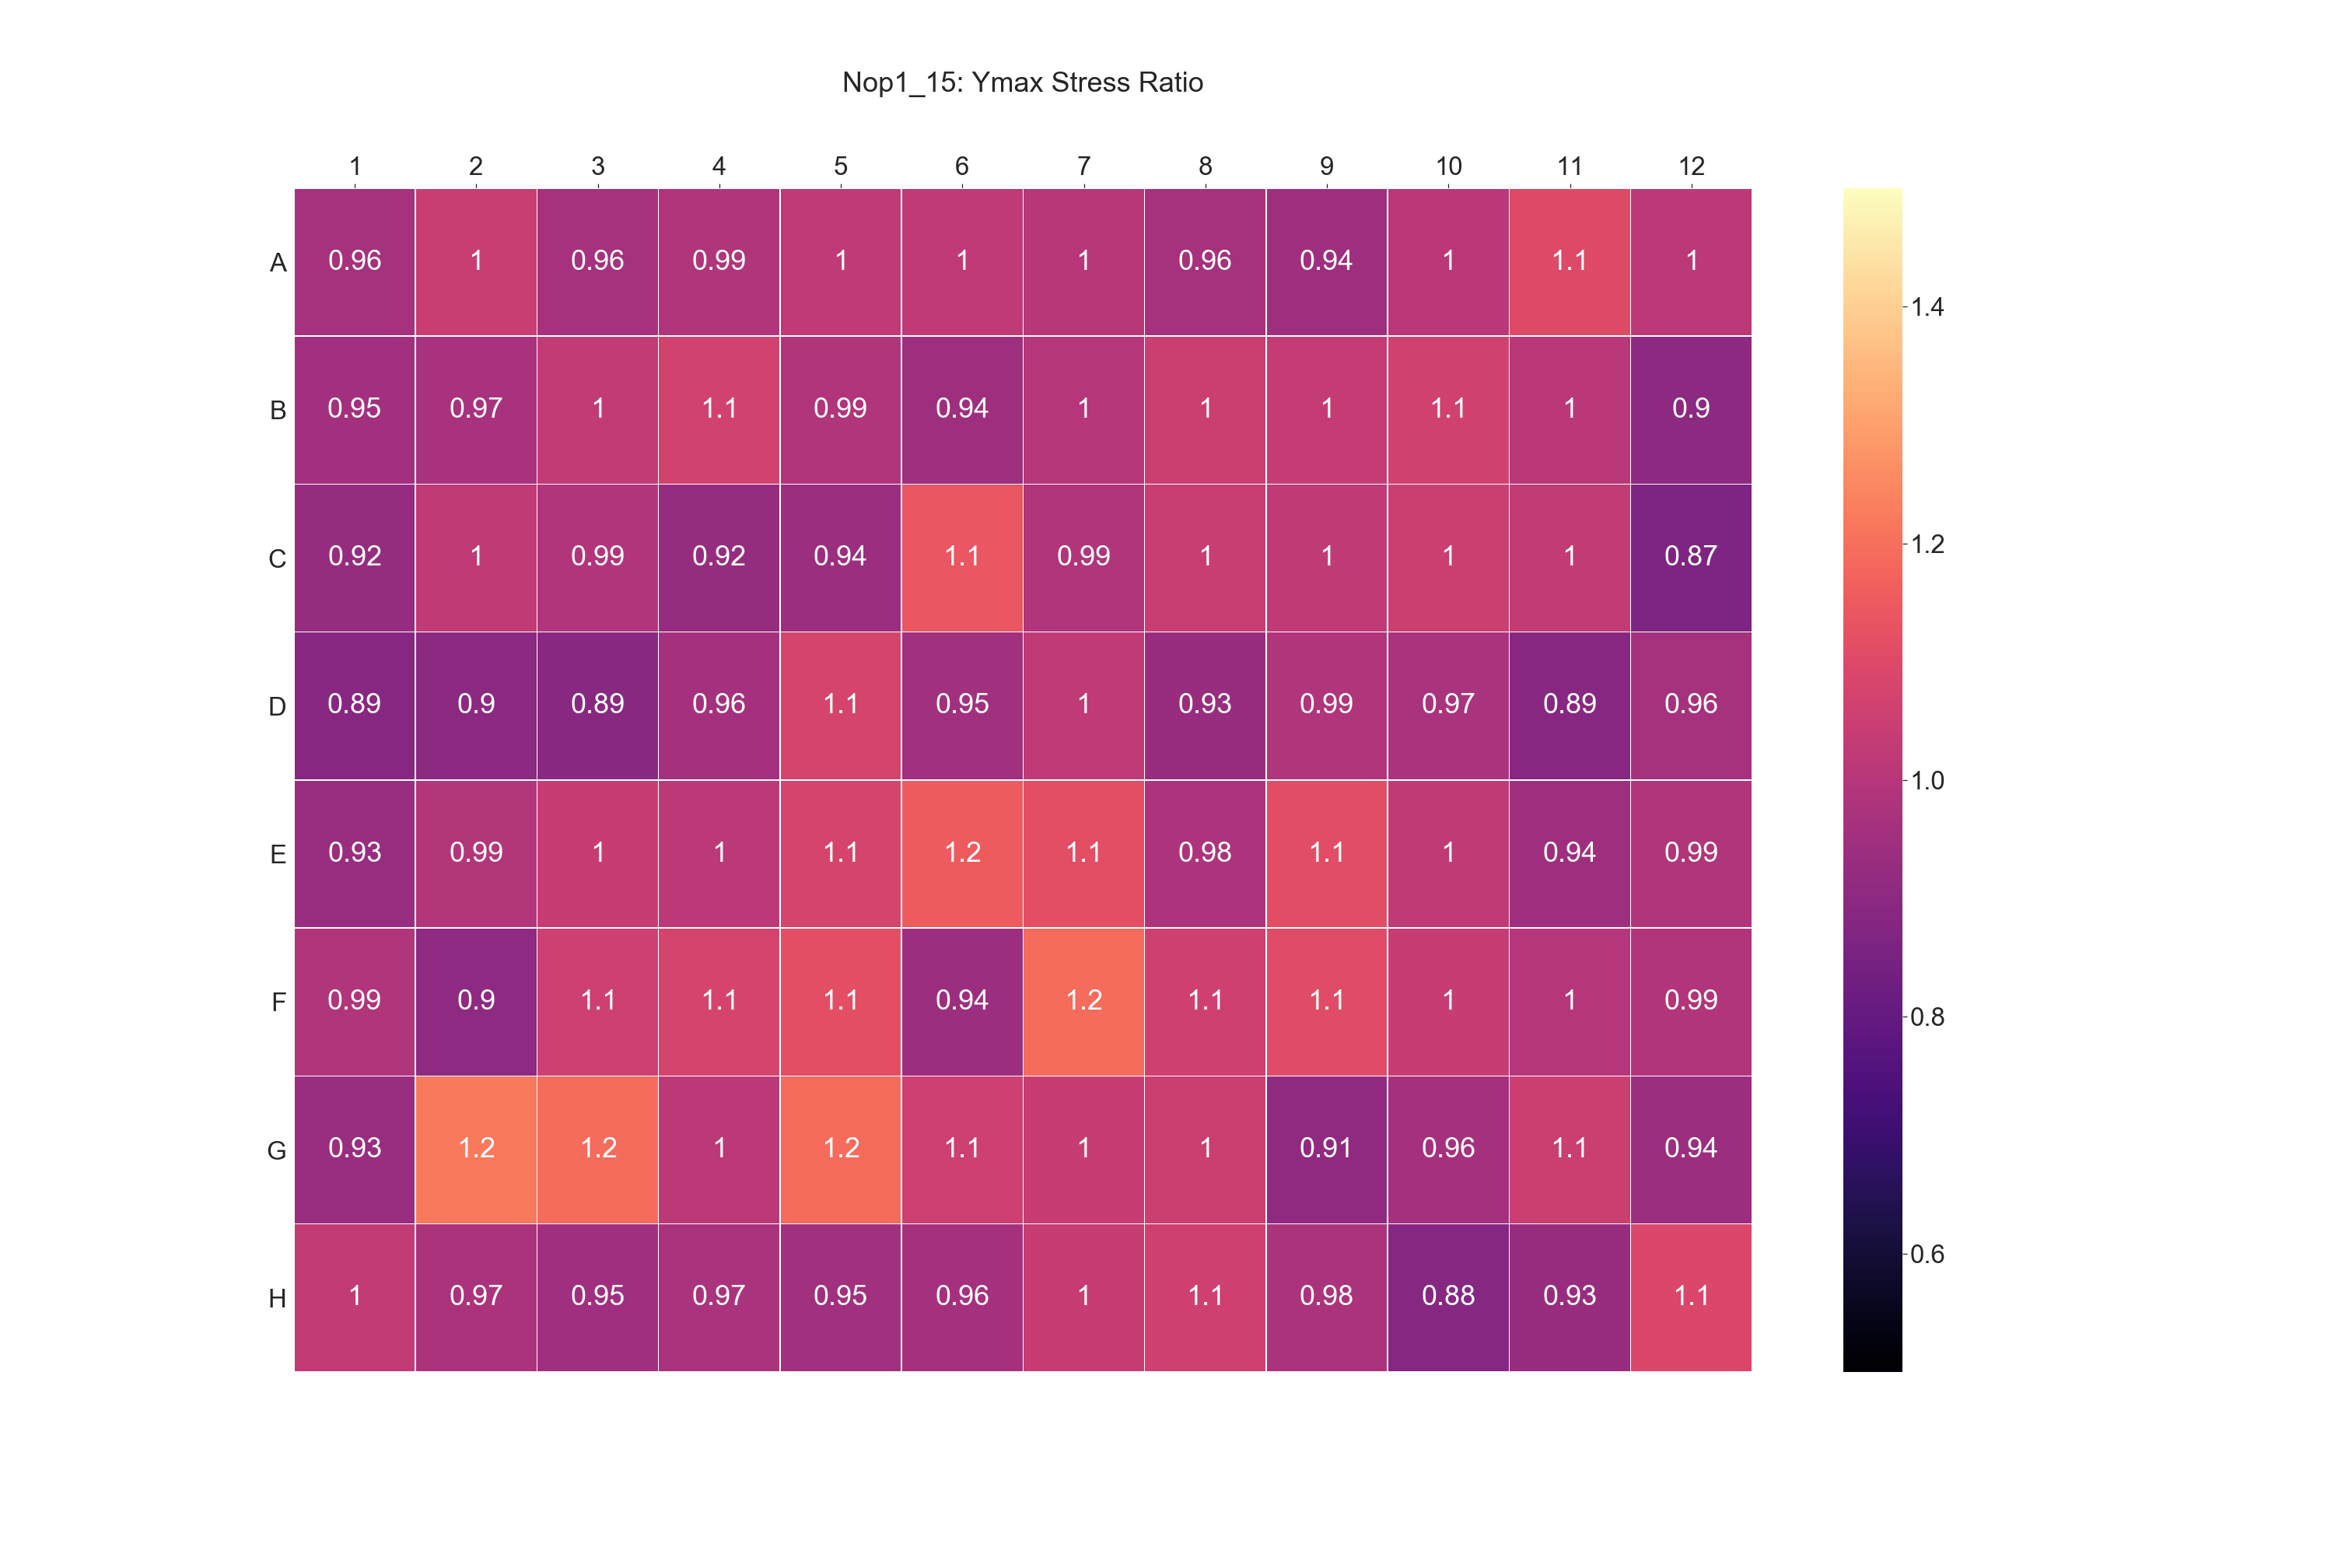 Nop1_15: Ymax Stress Ratio
1 2 3 4 5 6 7 8 9 10 11 12
A 0.96 1 0.96 0.99 1 1 1 0.96 0.94 1 1.1 1
1.4
B 0.95 0.97 1 1.1 0.99 0.94 1 1 1 1.1 1 0.9
C 0.92 1 0.99 0.92 0.94 1.1 0.99 1 1 1 1 0.87
1.2
D 0.89 0.9 0.89 0.96 1.1 0.95 1 0.93 0.99 0.97 0.89 0.96
1.0
E 0.93 0.99 1 1 1.1 1.2 1.1 0.98 1.1 1 0.94 0.99
F 0.99 0.9 1.1 1.1 1.1 0.94 1.2 1.1 1.1 1 1 0.99
0.8
G 0.93 1.2 1.2 1 1.2 1.1 1 1 0.91 0.96 1.1 0.94
0.6
H 1 0.97 0.95 0.97 0.95 0.96 1 1.1 0.98 0.88 0.93 1.1